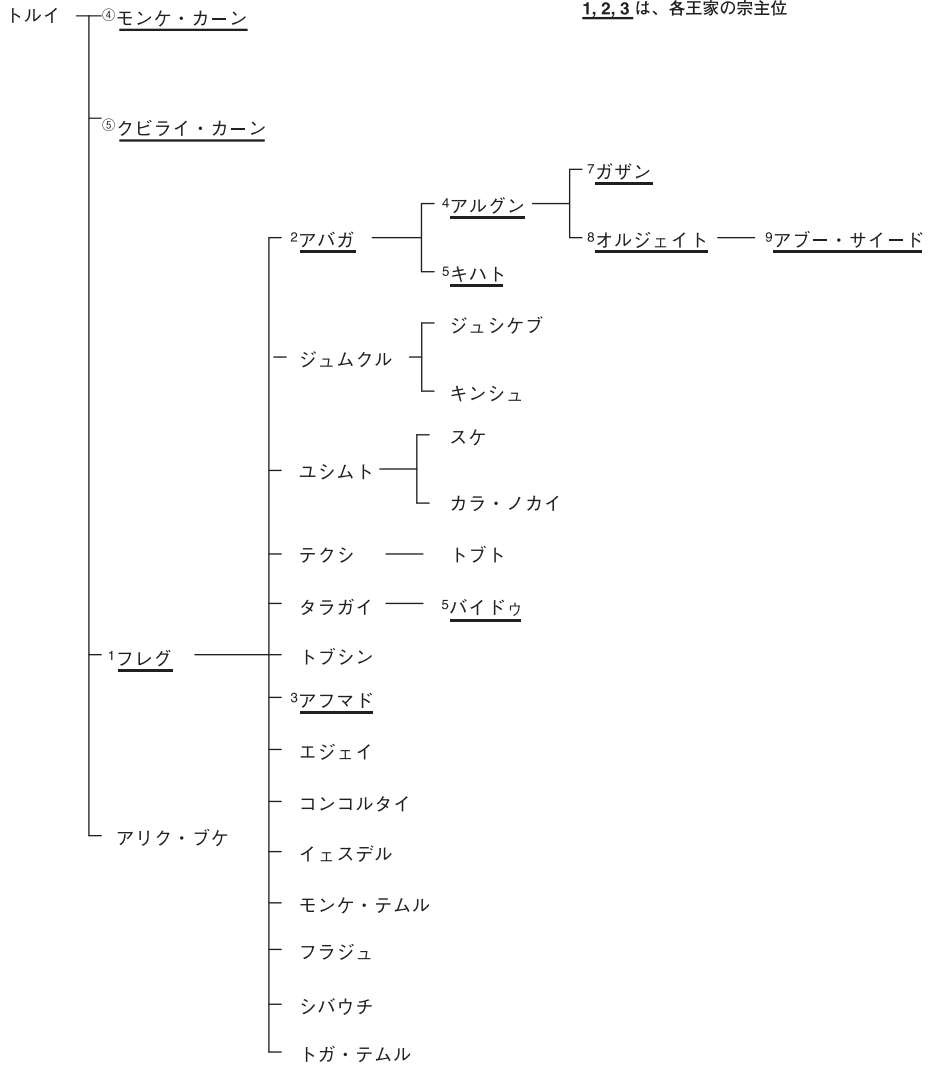 トルイ ④モンケ・カーン 1, 2, 3 は、各王家の宗主位
⑤クビライ・カーン
7ガザン
4アルグン
2アバガ 8オルジェイト 9アブー・サイード
5キハト
ジュシケブ
ジュムクル
キンシュ
スケ
ユシムト
カラ・ノカイ
テクシ トブト
タラガイ 5バイドゥ
1フレグ トブシン
3アフマド
エジェイ
コンコルタイ
アリク・ブケ
イェスデル
モンケ・テムル
フラジュ
シバウチ
トガ・テムル